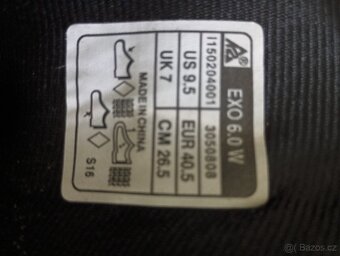 EXO 6.0 W
I150204001 3050808
US 9.5 EUR 40.5
UK 7 CM 26.5
MADE IN CHINA
S16
Bazos.cz